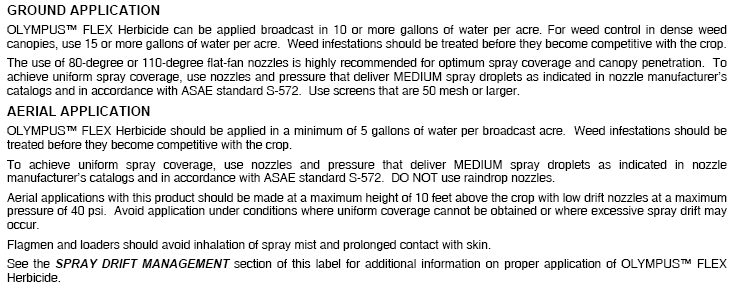 GROUND APPLICATION
OLYMPUS™ FLEX Herbicide can be applied broadcast in 10 or more gallons of water per acre. For weed control in dense weed
canopies, use 15 or more gallons of water per acre. Weed infestations should be treated before they become competitive with the crop.
The use of 80-degree or 110-degree flat-fan nozzles is highly recommended for optimum spray coverage and canopy penetration. To
achieve uniform spray coverage, use nozzles and pressure that deliver MEDIUM spray droplets as indicated in nozzle manufacturer's
catalogs and in accordance with ASAE standard S-572. Use screens that are 50 mesh or larger.
AERIAL APPLICATION
OLYMPUS™ FLEX Herbicide should be applied in a minimum of 5 gallons of water per broadcast acre. Weed infestations should be
treated before they become competitive with the crop.
To achieve uniform spray coverage, use nozzles and pressure that deliver MEDIUM spray droplets as indicated in nozzle
manufacturer's catalogs and in accordance with ASAE standard S-572. DO NOT use raindrop nozzles.
Aerial applications with this product should be made at a maximum height of 10 feet above the crop with low drift nozzles at a maximum
pressure of 40 psi. Avoid application under conditions where uniform coverage cannot be obtained or where excessive spray drift may
occur.
Flagmen and loaders should avoid inhalation of spray mist and prolonged contact with skin.
See the SPRAY DRIFT MANAGEMENT section of this label for additional information on proper application of OLYMPUS™ FLEX
Herbicide.